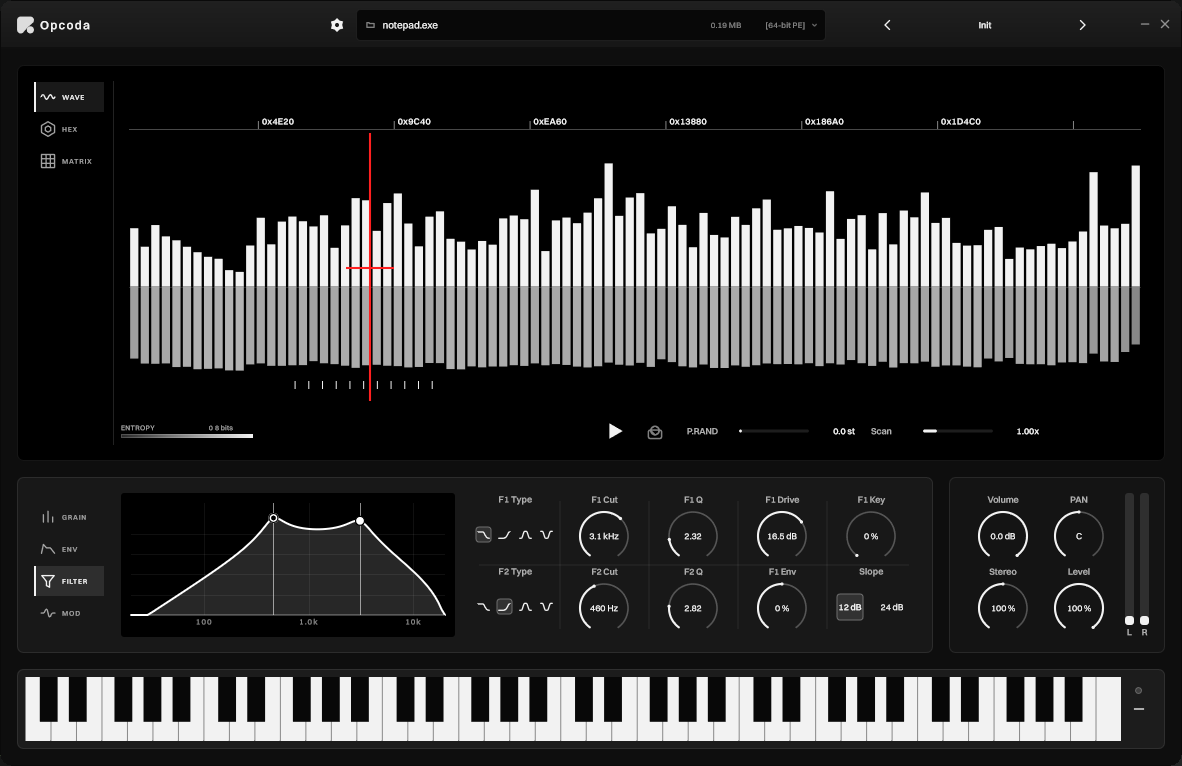 Opcoda
notepad.exe 0.19 MB [64-bit PE]
Init
WAVE
HEX
MATRIX
0x4E20 0x9C40 0xEA60 0x13880 0x186A0 0x1D4C0
ENTROPY 0 8 bits
P.RAND 0.0 st Scan 1.00x
GRAIN
ENV
FILTER
MOD
100 1.0k 10k
F1 Type F1 Cut F1 Q F1 Drive F1 Key
3.1 kHz 2.32 16.5 dB 0 %
F2 Type F2 Cut F2 Q F1 Env Slope
460 Hz 2.82 0 % 12 dB 24 dB
Volume PAN
0.0 dB C
Stereo Level
100 % 100 %
L R